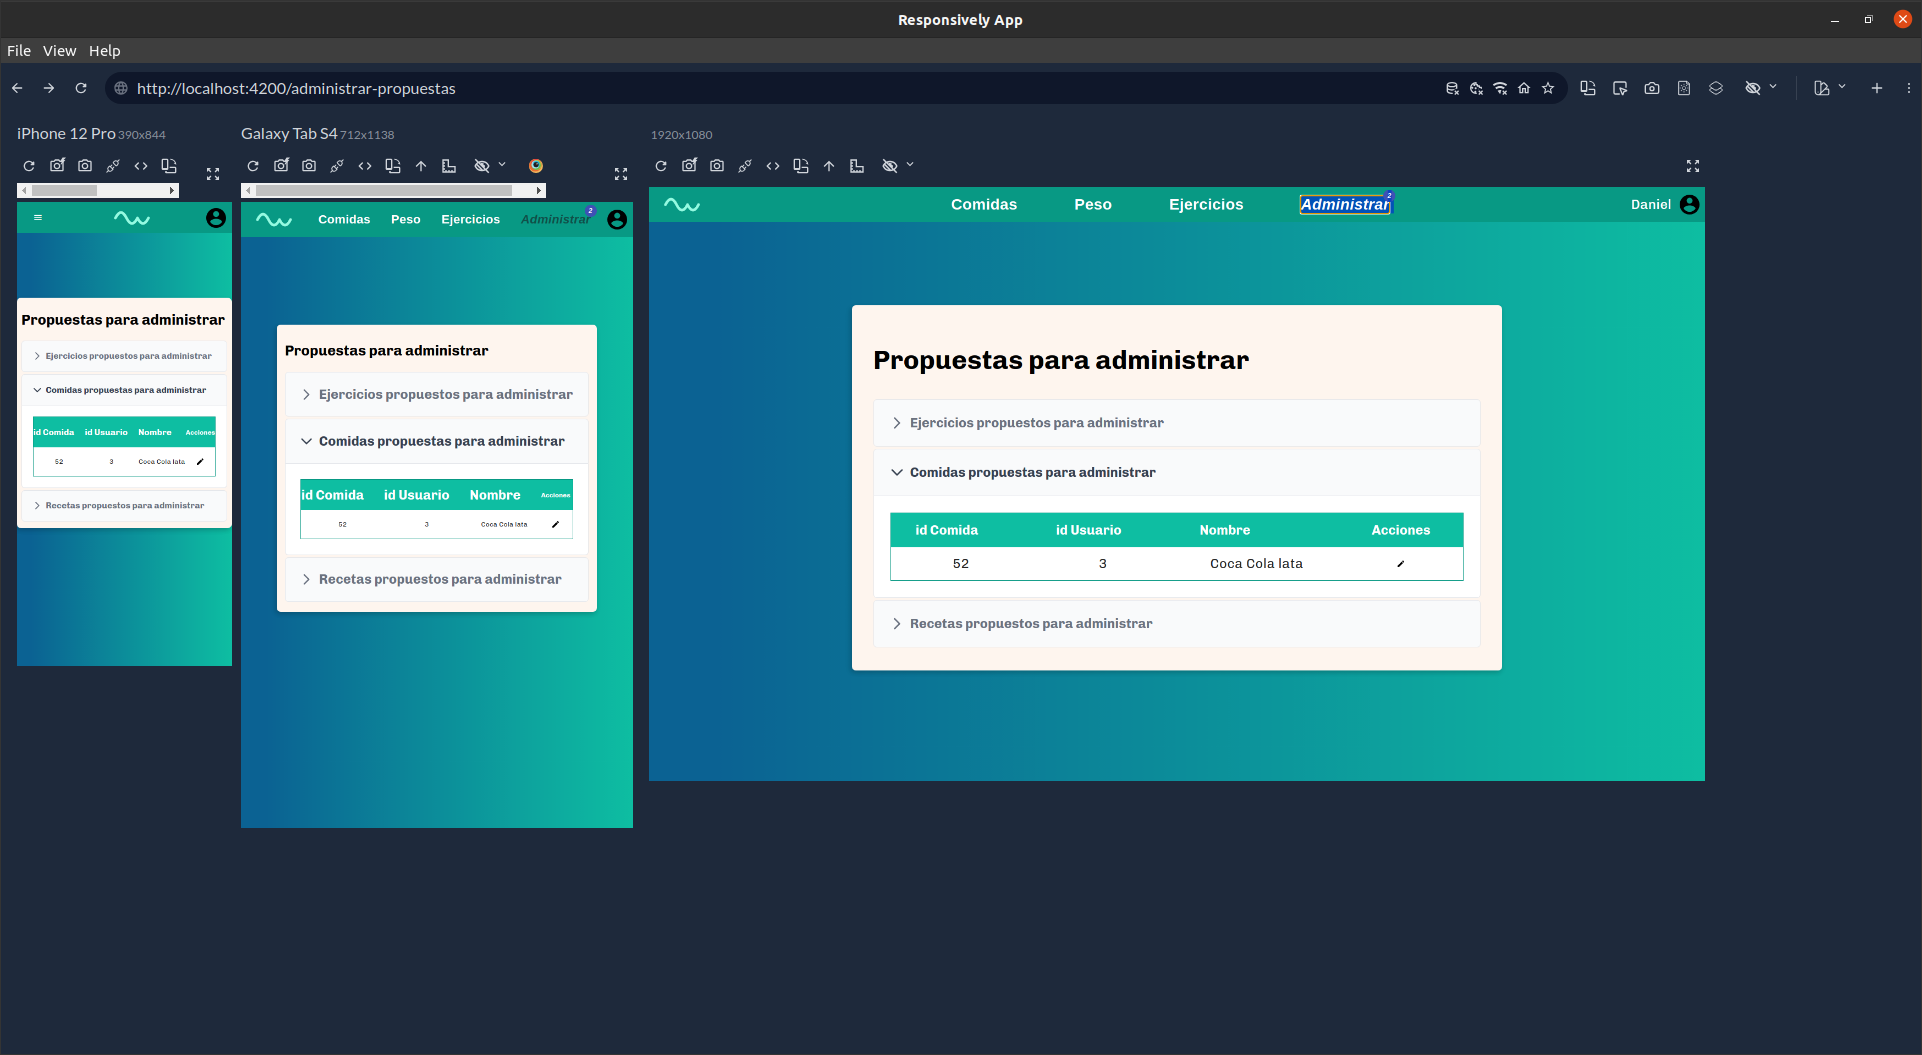 Responsively App
File View Help
http://localhost:4200/administrar-propuestas
iPhone 12 Pro 390x844
Propuestas para administrar
Ejercicios propuestos para administrar
Comidas propuestas para administrar
id Comida id Usuario Nombre Acciones
52 3 Coca Cola lata
Recetas propuestos para administrar
Galaxy Tab S4 712x1138
Comidas Peso Ejercicios Administrar 2
Propuestas para administrar
Ejercicios propuestos para administrar
Comidas propuestas para administrar
id Comida id Usuario Nombre Acciones
52 3 Coca Cola lata
Recetas propuestos para administrar
1920x1080
Comidas Peso Ejercicios Administrar 2 Daniel
Propuestas para administrar
Ejercicios propuestos para administrar
Comidas propuestas para administrar
id Comida id Usuario Nombre Acciones
52 3 Coca Cola lata
Recetas propuestos para administrar